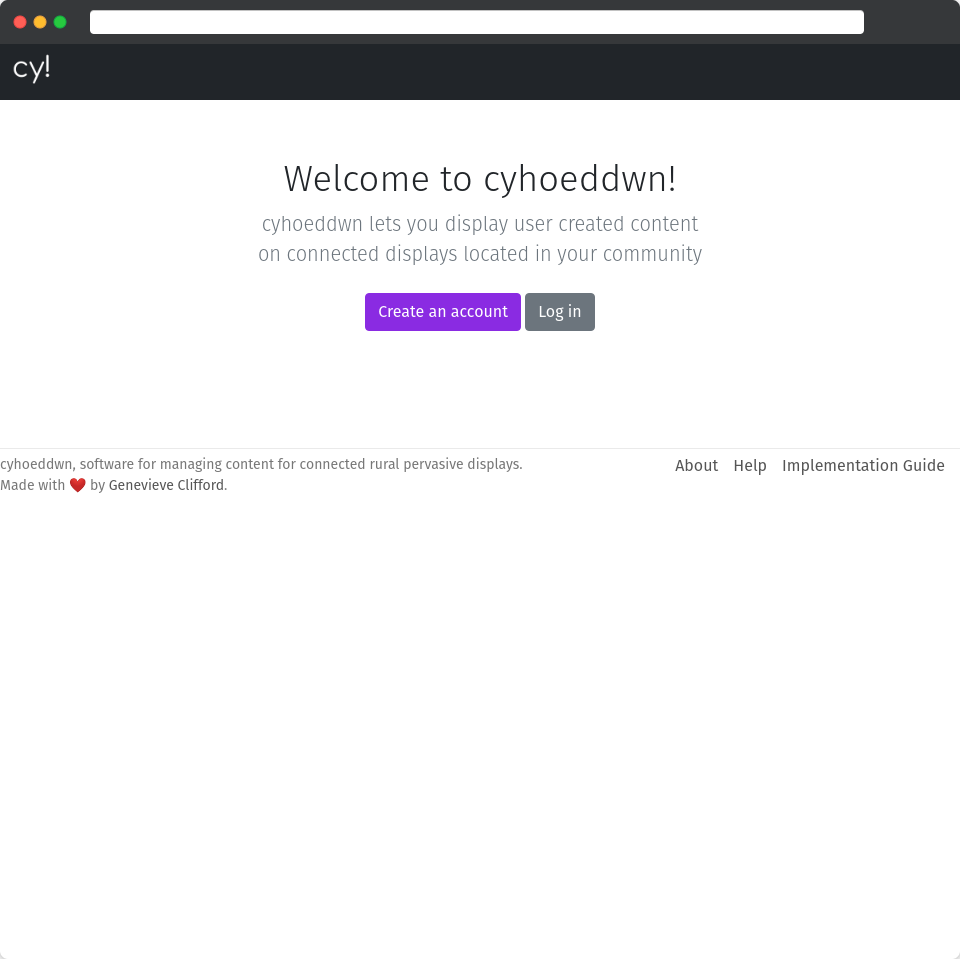 cy!
Welcome to cyhoeddwn!
cyhoeddwn lets you display user created content
on connected displays located in your community
Create an account
Log in
cyhoeddwn, software for managing content for connected rural pervasive displays.
Made with ❤️ by Genevieve Clifford.
About
Help
Implementation Guide